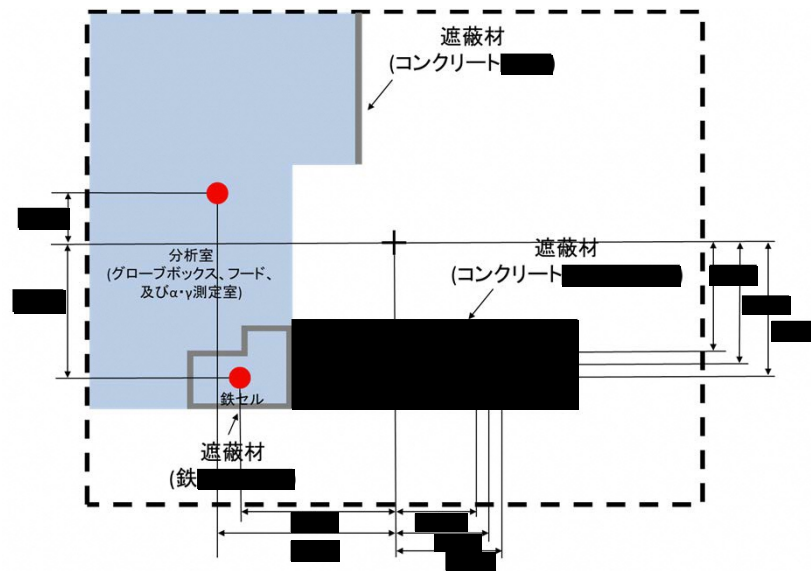 遮蔽材
(コンクリート
遮蔽材
(コンクリート
分析室
(グローブボックス、フード、
及びα・γ測定室)
鉄セル
遮蔽材
(鉄